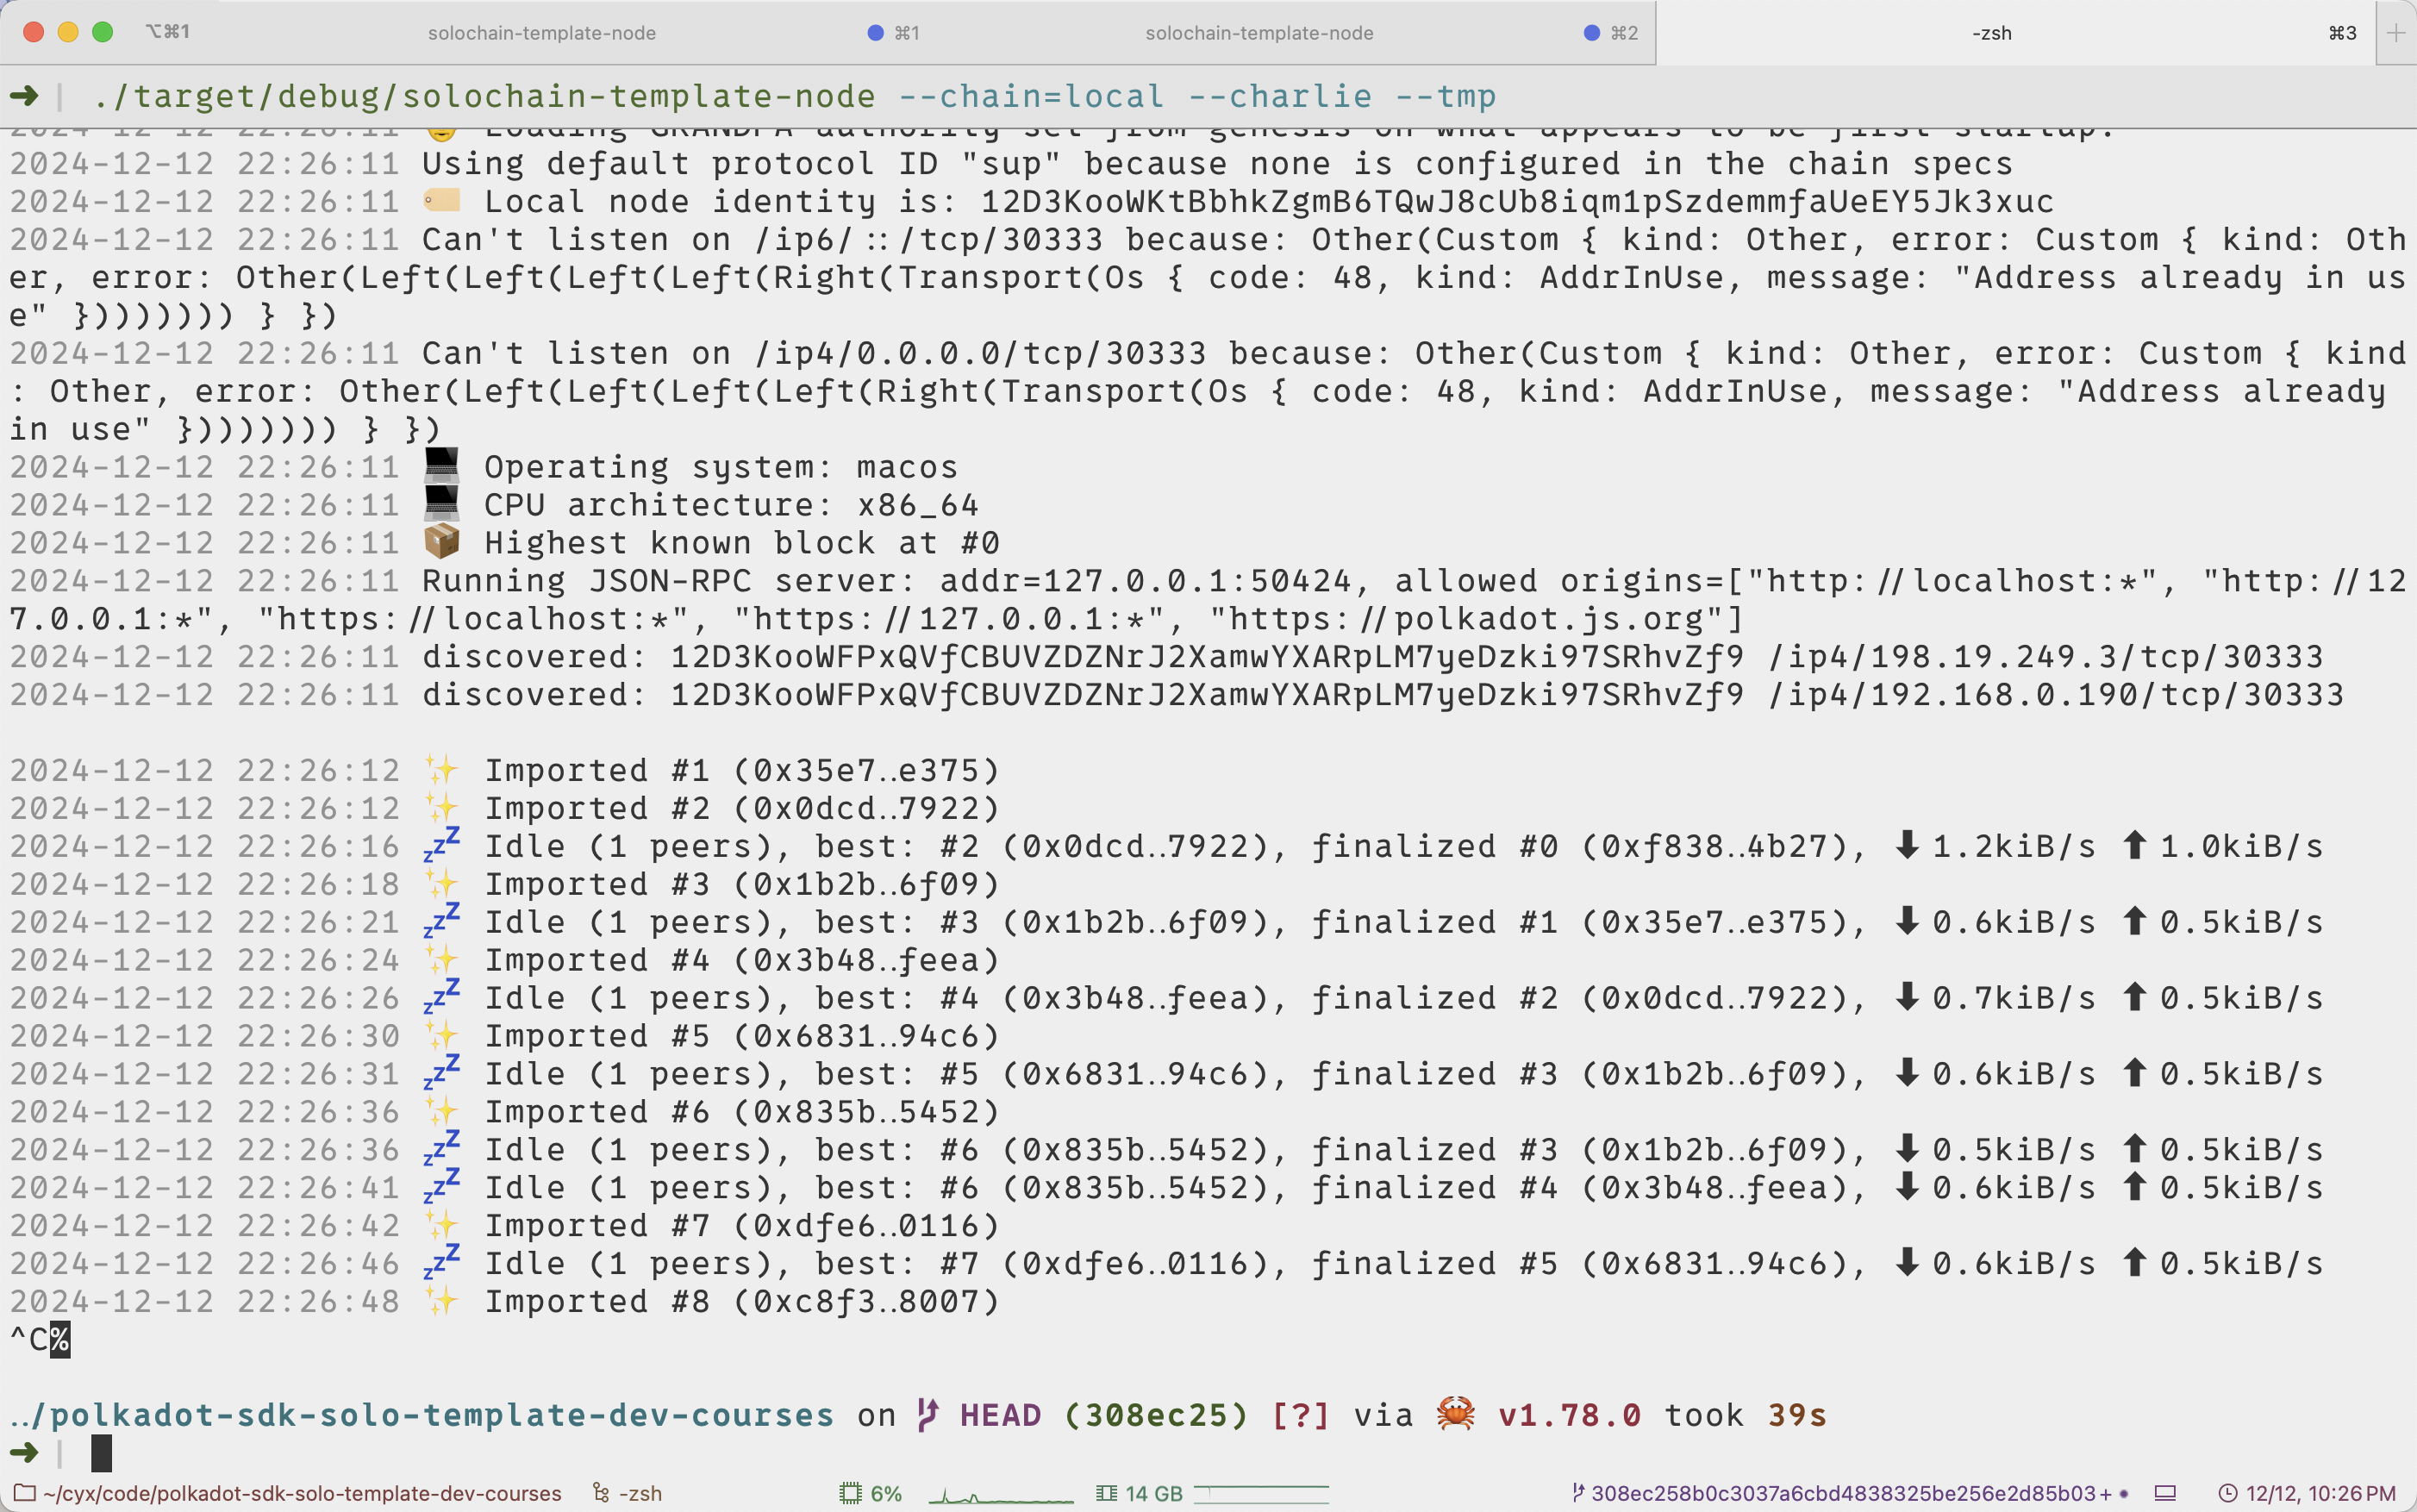 ⌥⌘1 solochain-template-node ⌘1 solochain-template-node ⌘2 -zsh ⌘3 +
➜ | ./target/debug/solochain-template-node --chain=local --charlie --tmp
2024-12-12 22:26:11 Loading GRANDPA authority set from genesis on what appears to be first startup.
2024-12-12 22:26:11 Using default protocol ID "sup" because none is configured in the chain specs
2024-12-12 22:26:11 🏷 Local node identity is: 12D3KooWKtBbhkZgmB6TQwJ8cUb8iqm1pSzdemmfaUeEY5Jk3xuc
2024-12-12 22:26:11 Can't listen on /ip6/::/tcp/30333 because: Other(Custom { kind: Other, error: Custom { kind: Oth
er, error: Other(Left(Left(Left(Left(Right(Transport(Os { code: 48, kind: AddrInUse, message: "Address already in us
e" }))))))) } })
2024-12-12 22:26:11 Can't listen on /ip4/0.0.0.0/tcp/30333 because: Other(Custom { kind: Other, error: Custom { kind
: Other, error: Other(Left(Left(Left(Left(Right(Transport(Os { code: 48, kind: AddrInUse, message: "Address already
in use" }))))))) } })
2024-12-12 22:26:11 💻 Operating system: macos
2024-12-12 22:26:11 💻 CPU architecture: x86_64
2024-12-12 22:26:11 📦 Highest known block at #0
2024-12-12 22:26:11 Running JSON-RPC server: addr=127.0.0.1:50424, allowed origins=["http://localhost:*", "http://12
7.0.0.1:*", "https://localhost:*", "https://127.0.0.1:*", "https://polkadot.js.org"]
2024-12-12 22:26:11 discovered: 12D3KooWFPxQVfCBUVZDZNrJ2XamwYXARpLM7yeDzki97SRhvZf9 /ip4/198.19.249.3/tcp/30333
2024-12-12 22:26:11 discovered: 12D3KooWFPxQVfCBUVZDZNrJ2XamwYXARpLM7yeDzki97SRhvZf9 /ip4/192.168.0.190/tcp/30333
2024-12-12 22:26:12 ✨ Imported #1 (0x35e7…e375)
2024-12-12 22:26:12 ✨ Imported #2 (0x0dcd…7922)
2024-12-12 22:26:16 💤 Idle (1 peers), best: #2 (0x0dcd…7922), finalized #0 (0xf838…4b27), ⬇ 1.2kiB/s ⬆ 1.0kiB/s
2024-12-12 22:26:18 ✨ Imported #3 (0x1b2b…6f09)
2024-12-12 22:26:21 💤 Idle (1 peers), best: #3 (0x1b2b…6f09), finalized #1 (0x35e7…e375), ⬇ 0.6kiB/s ⬆ 0.5kiB/s
2024-12-12 22:26:24 ✨ Imported #4 (0x3b48…feea)
2024-12-12 22:26:26 💤 Idle (1 peers), best: #4 (0x3b48…feea), finalized #2 (0x0dcd…7922), ⬇ 0.7kiB/s ⬆ 0.5kiB/s
2024-12-12 22:26:30 ✨ Imported #5 (0x6831…94c6)
2024-12-12 22:26:31 💤 Idle (1 peers), best: #5 (0x6831…94c6), finalized #3 (0x1b2b…6f09), ⬇ 0.6kiB/s ⬆ 0.5kiB/s
2024-12-12 22:26:36 ✨ Imported #6 (0x835b…5452)
2024-12-12 22:26:36 💤 Idle (1 peers), best: #6 (0x835b…5452), finalized #3 (0x1b2b…6f09), ⬇ 0.5kiB/s ⬆ 0.5kiB/s
2024-12-12 22:26:41 💤 Idle (1 peers), best: #6 (0x835b…5452), finalized #4 (0x3b48…feea), ⬇ 0.6kiB/s ⬆ 0.5kiB/s
2024-12-12 22:26:42 ✨ Imported #7 (0xdfe6…0116)
2024-12-12 22:26:46 💤 Idle (1 peers), best: #7 (0xdfe6…0116), finalized #5 (0x6831…94c6), ⬇ 0.6kiB/s ⬆ 0.5kiB/s
2024-12-12 22:26:48 ✨ Imported #8 (0xc8f3…8007)
^C%
…/polkadot-sdk-solo-template-dev-courses on HEAD (308ec25) [?] via 🦀 v1.78.0 took 39s
➜ |
~/cyx/code/polkadot-sdk-solo-template-dev-courses -zsh 6% 14 GB 308ec258b0c3037a6cbd4838325be256e2d85b03+ • 12/12, 10:26 PM